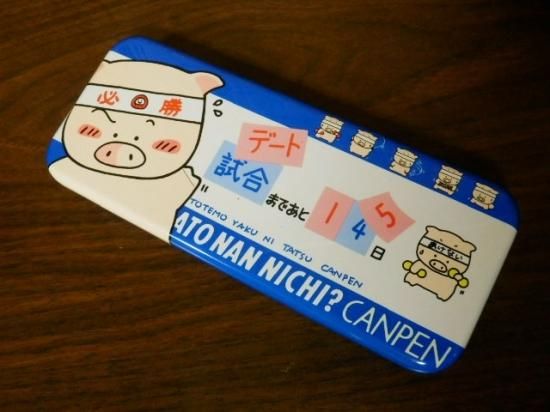 必勝
デート
試合 まであと 145日
TOTEMO YAKU NI TATSU CANPEN
ATO NAN NICHI? CANPEN